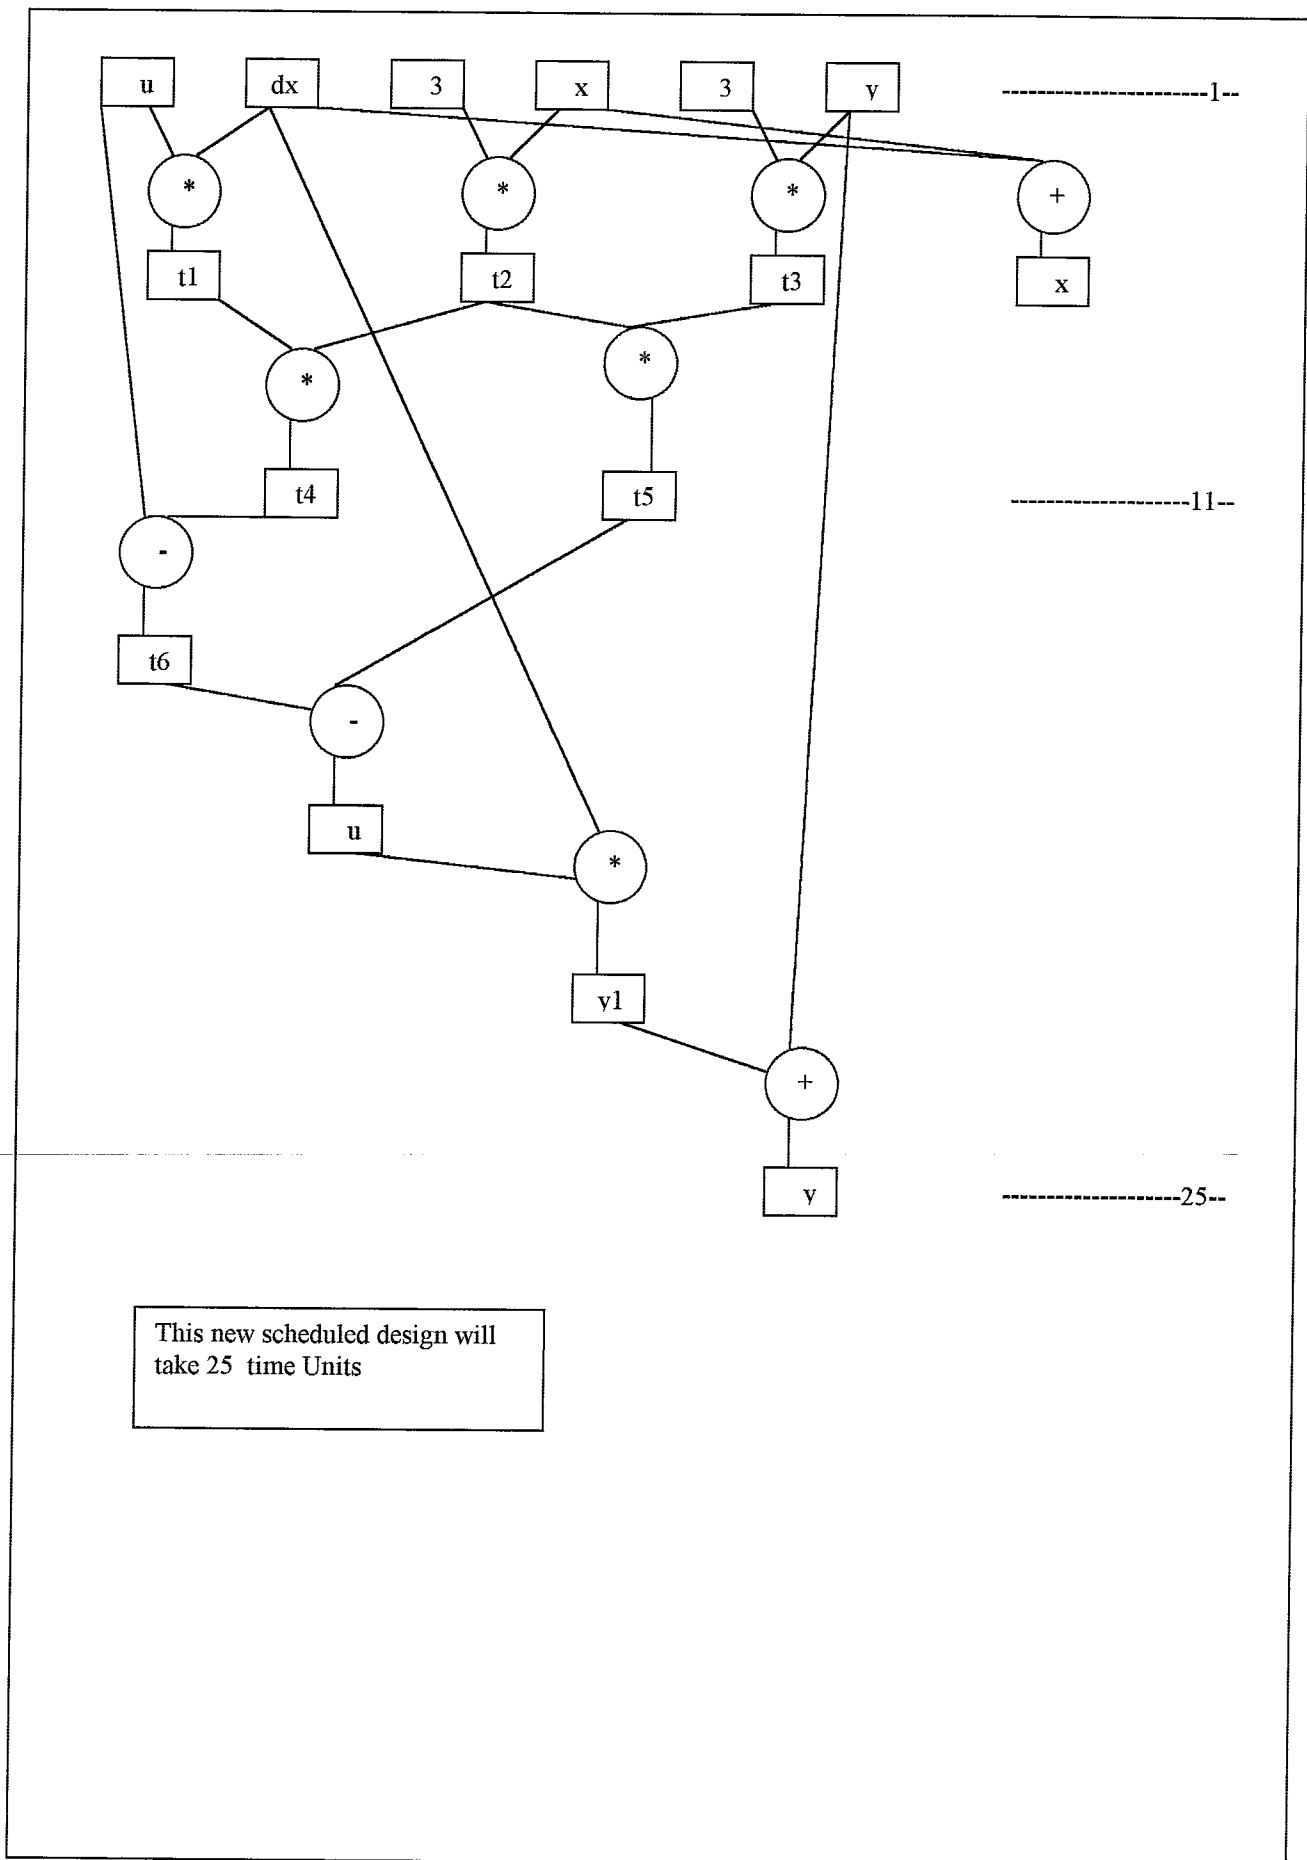 u dx 3 x 3 y ----------------------1--
* * * +
t1 t2 t3 x
* *
t4 t5 -------------------11--
-
t6
-
u
*
y1
+
y -------------------25--
This new scheduled design will
take 25 time Units